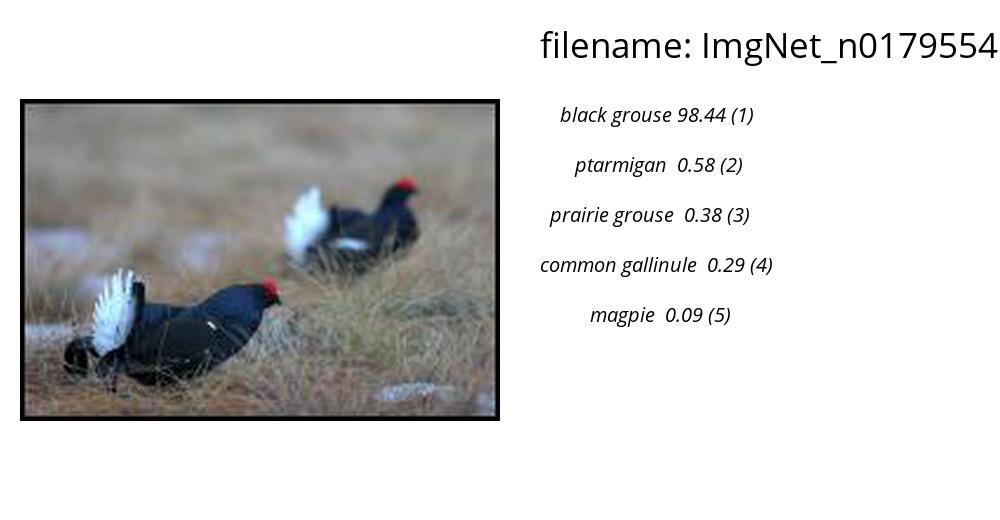 filename: ImgNet_n0179554
black grouse 98.44 (1)
ptarmigan 0.58 (2)
prairie grouse 0.38 (3)
common gallinule 0.29 (4)
magpie 0.09 (5)